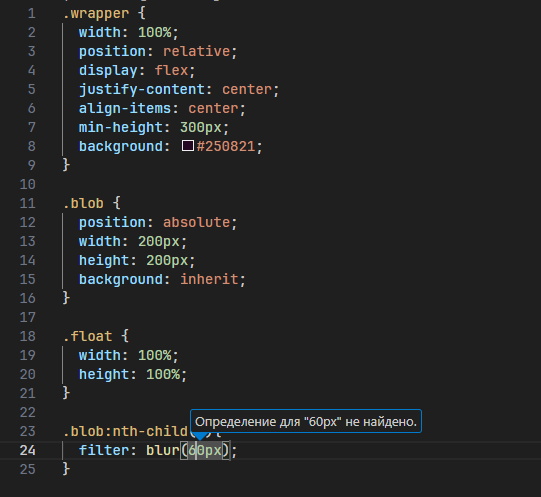 1 .wrapper {
2 width: 100%;
3 position: relative;
4 display: flex;
5 justify-content: center;
6 align-items: center;
7 min-height: 300px;
8 background: #250821;
9 }
10
11 .blob {
12 position: absolute;
13 width: 200px;
14 height: 200px;
15 background: inherit;
16 }
17
18 .float {
19 width: 100%;
20 height: 100%;
21 }
22
Определение для "60px" не найдено.
23 .blob:nth-child( ){
24 filter: blur(60px);
25 }